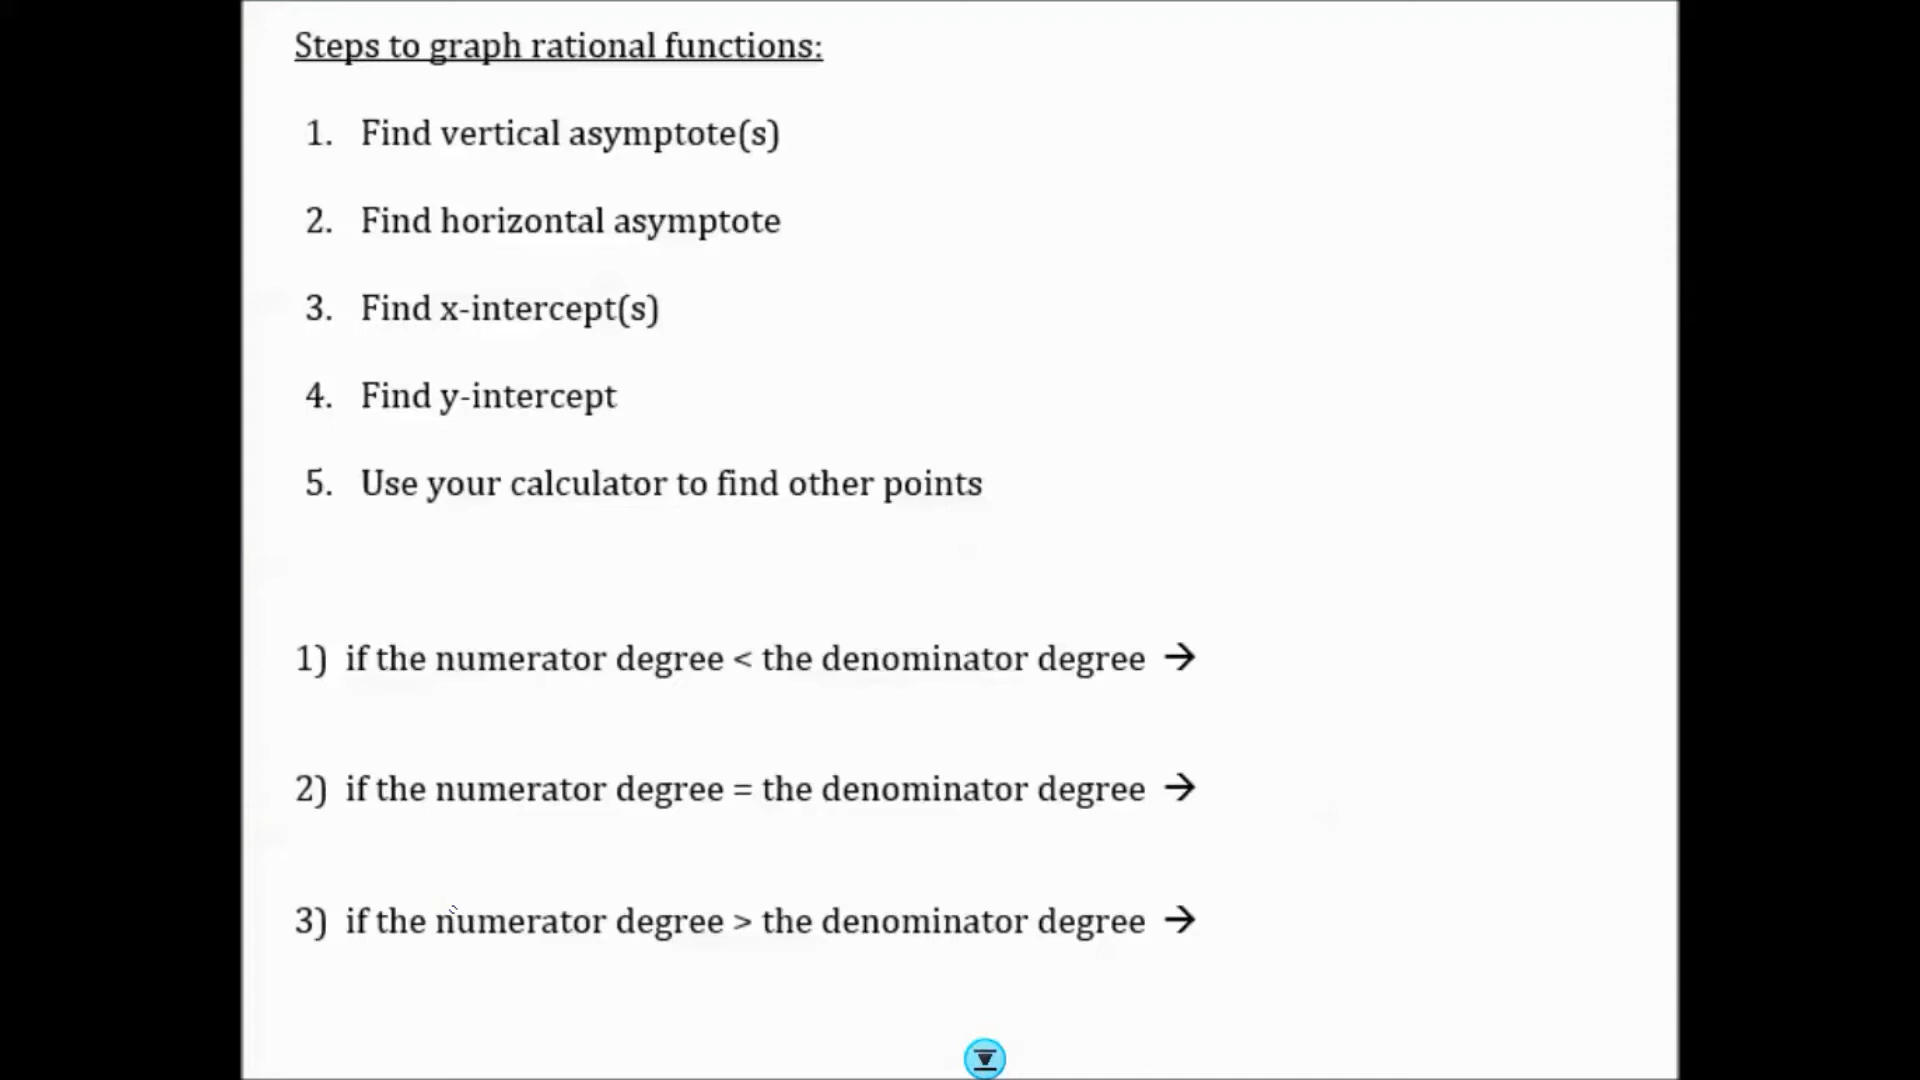 Steps to graph rational functions:
1. Find vertical asymptote(s)
2. Find horizontal asymptote
3. Find x-intercept(s)
4. Find y-intercept
5. Use your calculator to find other points
1) if the numerator degree < the denominator degree →
2) if the numerator degree = the denominator degree →
3) if the numerator degree > the denominator degree →